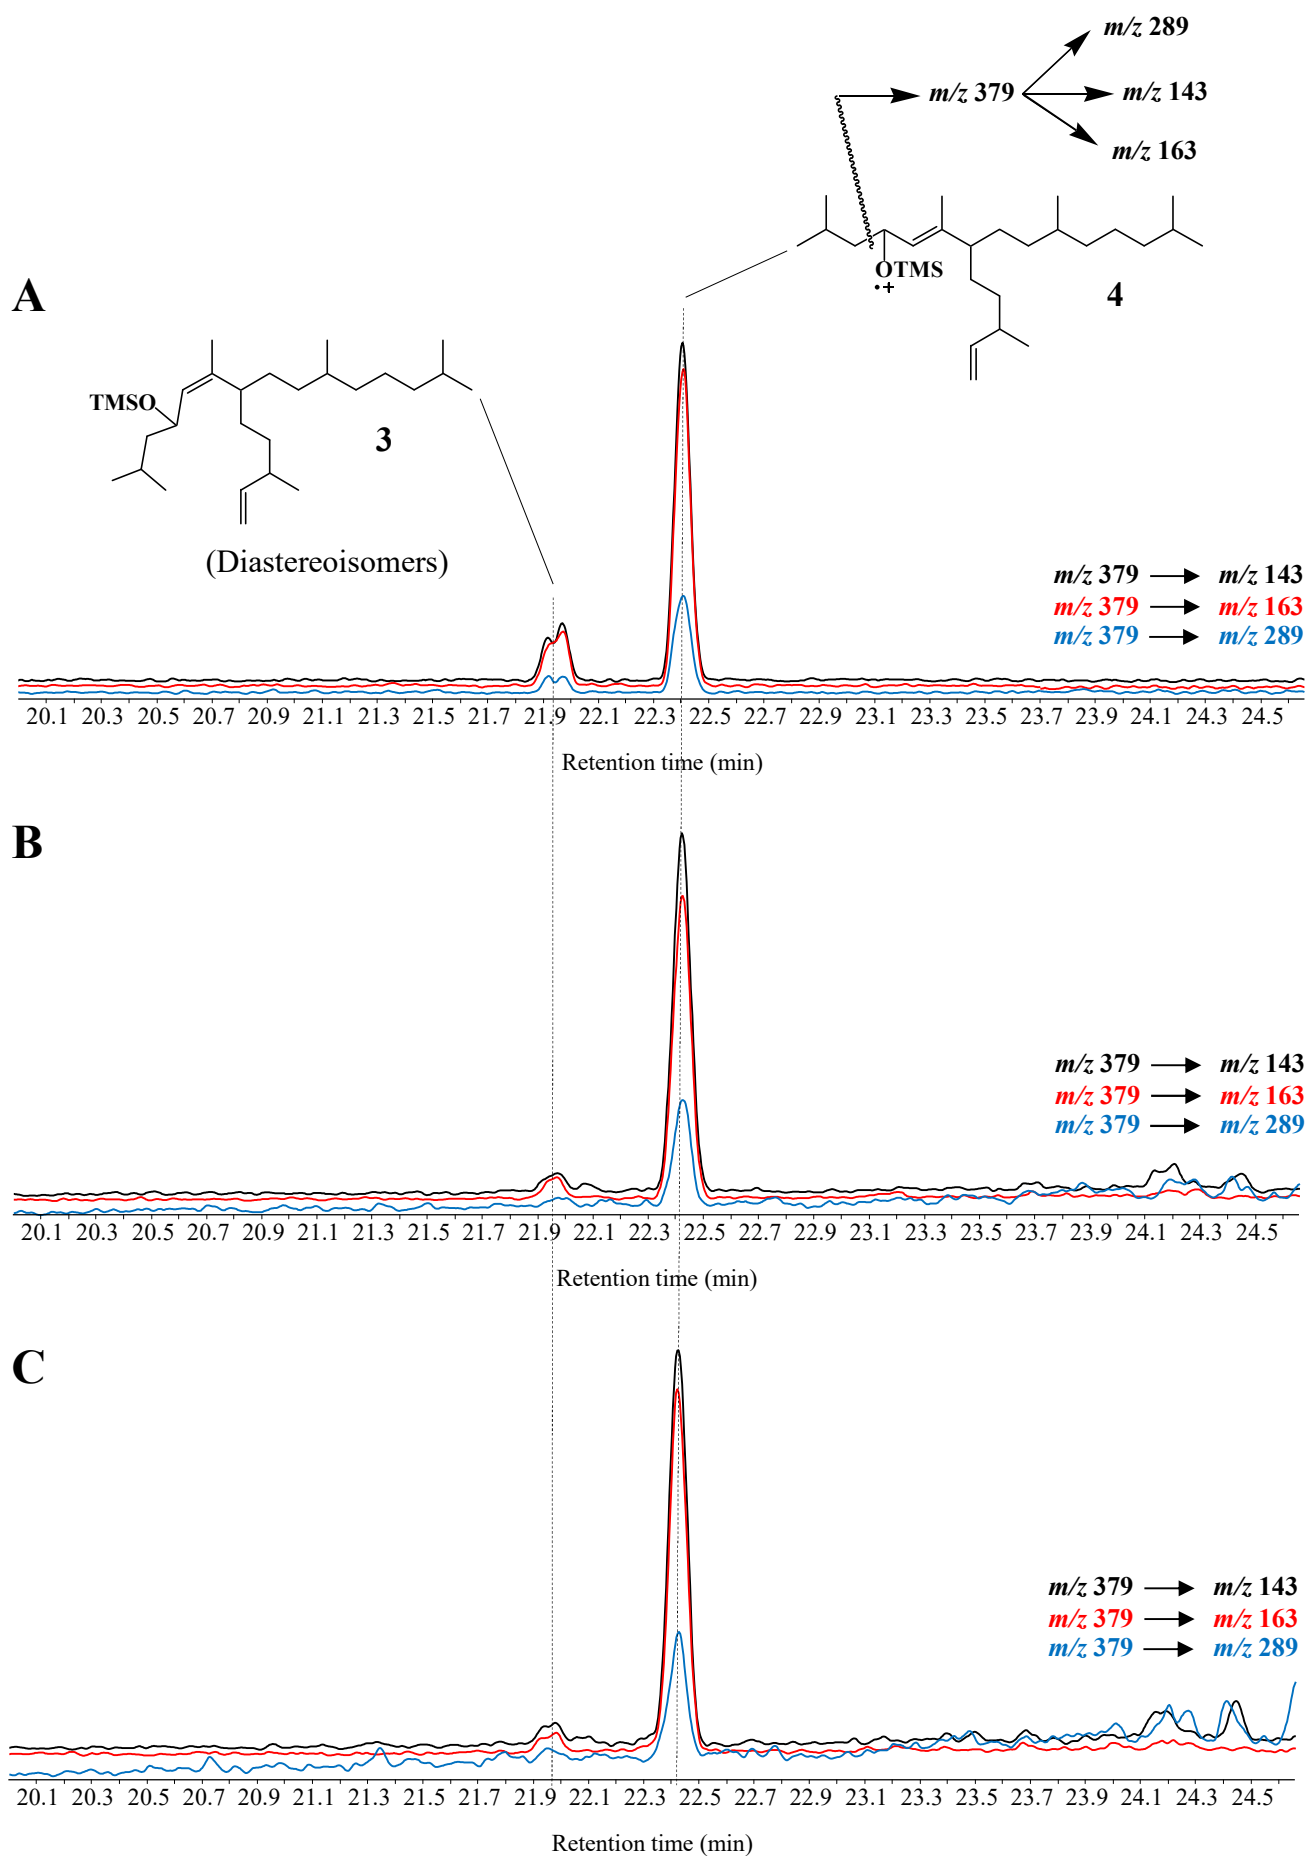 m/z 289
m/z 379
m/z 143
m/z 163
OTMS
•+
4
A
TMSO
3
(Diastereoisomers)
m/z 379 → m/z 143
m/z 379 → m/z 163
m/z 379 → m/z 289
20.1 20.3 20.5 20.7 20.9 21.1 21.3 21.5 21.7 21.9 22.1 22.3 22.5 22.7 22.9 23.1 23.3 23.5 23.7 23.9 24.1 24.3 24.5
Retention time (min)
B
m/z 379 → m/z 143
m/z 379 → m/z 163
m/z 379 → m/z 289
20.1 20.3 20.5 20.7 20.9 21.1 21.3 21.5 21.7 21.9 22.1 22.3 22.5 22.7 22.9 23.1 23.3 23.5 23.7 23.9 24.1 24.3 24.5
Retention time (min)
C
m/z 379 → m/z 143
m/z 379 → m/z 163
m/z 379 → m/z 289
20.1 20.3 20.5 20.7 20.9 21.1 21.3 21.5 21.7 21.9 22.1 22.3 22.5 22.7 22.9 23.1 23.3 23.5 23.7 23.9 24.1 24.3 24.5
Retention time (min)